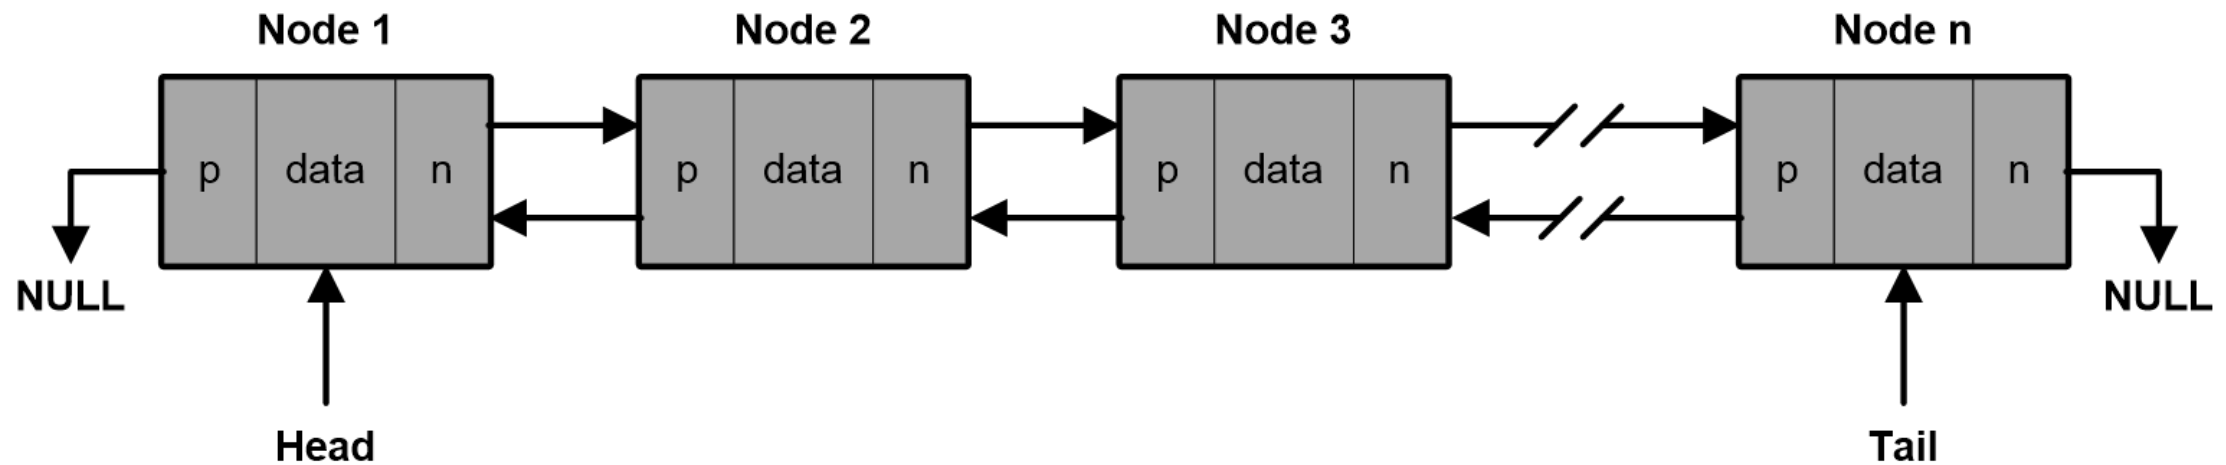 Node 1 Node 2 Node 3 Node n
p data n p data n p data n p data n
NULL NULL
Head Tail